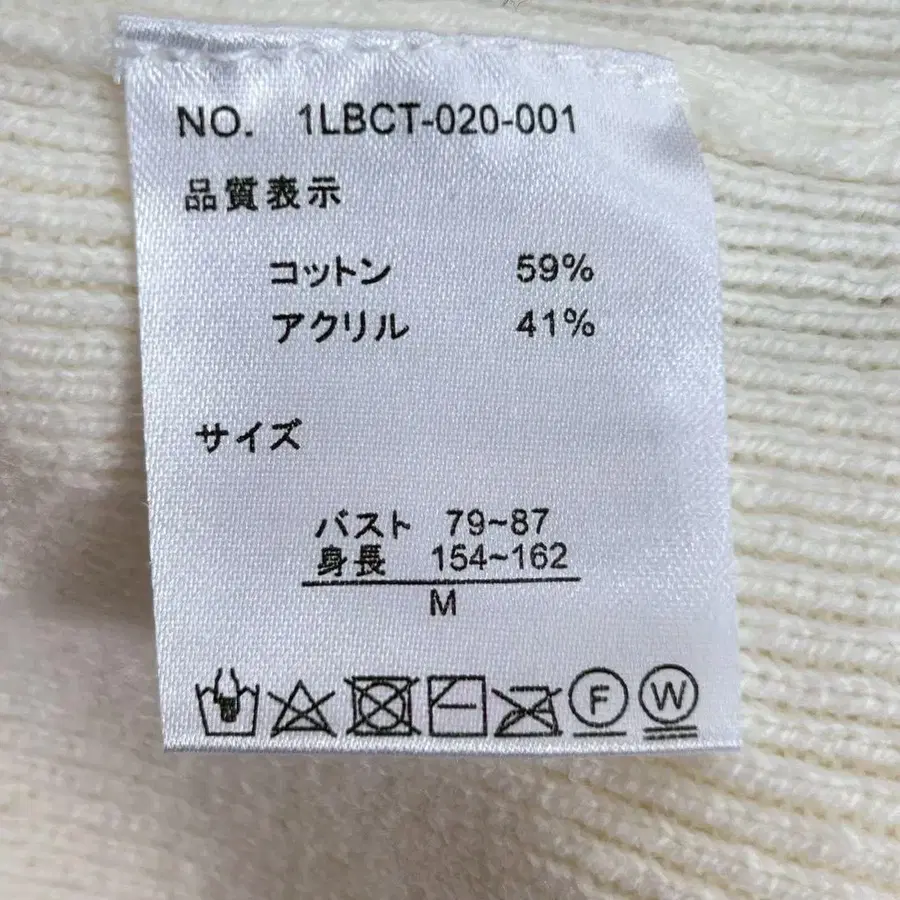 NO. 1LBCT-020-001
品質表示
コットン 59%
アクリル 41%
サイズ
バスト 79~87
身長 154~162
M
F W